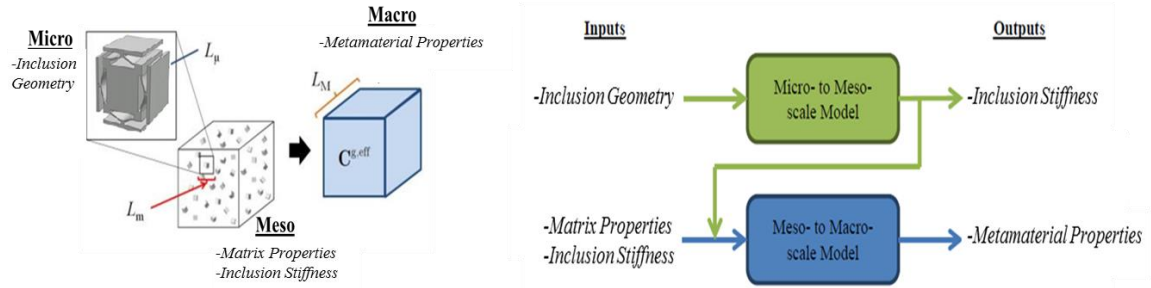 Micro
-Inclusion
Geometry
Lμ
Macro
-Metamaterial Properties
LM
Cg,eff
Lm
Meso
-Matrix Properties
-Inclusion Stiffness
Inputs
Outputs
-Inclusion Geometry
Micro- to Meso-
scale Model
-Inclusion Stiffness
-Matrix Properties
-Inclusion Stiffness
Meso- to Macro-
scale Model
-Metamaterial Properties